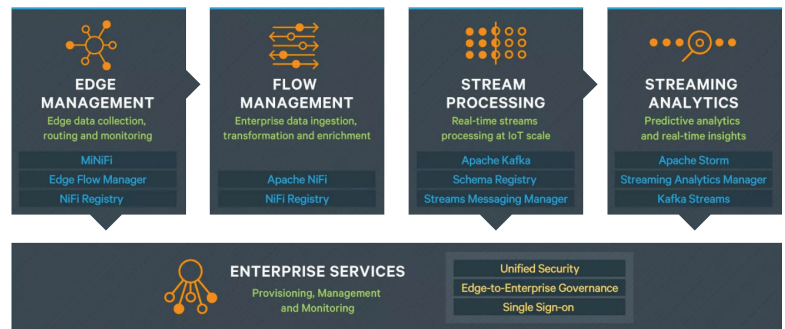 EDGE
MANAGEMENT
Edge data collection,
routing and monitoring
MiNiFi
Edge Flow Manager
NiFi Registry
FLOW
MANAGEMENT
Enterprise data ingestion,
transformation and enrichment
Apache NiFi
NiFi Registry
STREAM
PROCESSING
Real-time streams
processing at IoT scale
Apache Kafka
Schema Registry
Streams Messaging Manager
STREAMING
ANALYTICS
Predictive analytics
and real-time insights
Apache Storm
Streaming Analytics Manager
Kafka Streams
ENTERPRISE SERVICES
Provisioning, Management
and Monitoring
Unified Security
Edge-to-Enterprise Governance
Single Sign-on